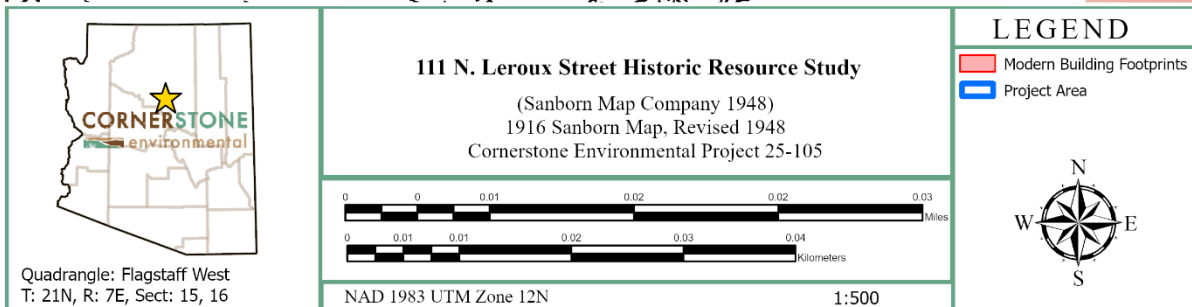 CORNERSTONE
environmental
Quadrangle: Flagstaff West
T: 21N, R: 7E, Sect: 15, 16
111 N. Leroux Street Historic Resource Study
(Sanborn Map Company 1948)
1916 Sanborn Map, Revised 1948
Cornerstone Environmental Project 25-105
0 0 0.01 0.02 0.02 0.03
Miles
0 0.01 0.01 0.02 0.03 0.04
Kilometers
NAD 1983 UTM Zone 12N 1:500
LEGEND
Modern Building Footprints
Project Area
N
W E
S